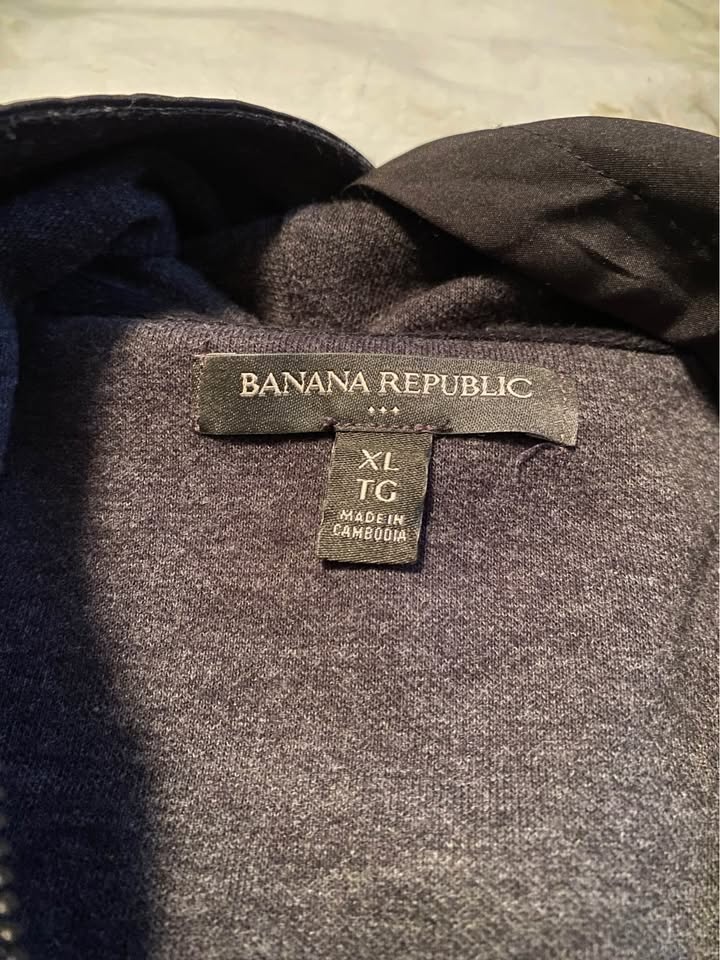 BANANA REPUBLIC
XL
TG
MADE IN
CAMBODIA